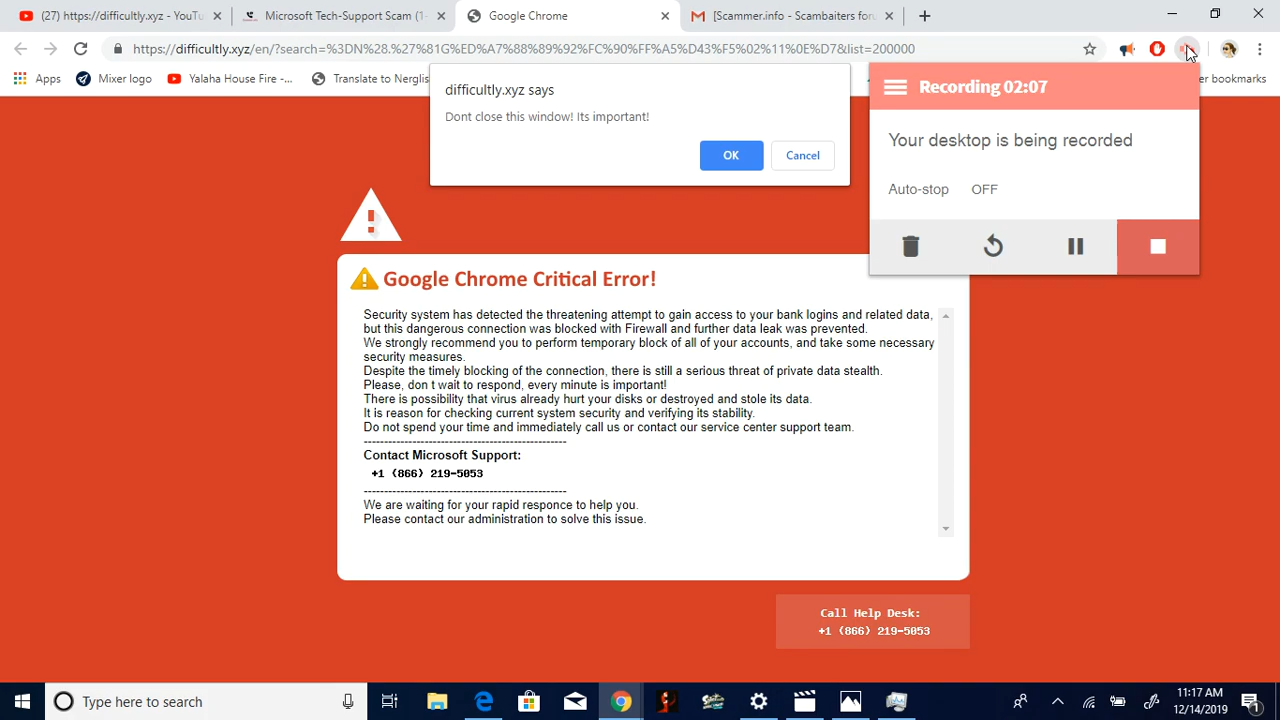 (27) https://difficultly.xyz - YouTu
Microsoft Tech-Support Scam (1-
Google Chrome
[Scammer.info - Scambaiters foru
https://difficultly.xyz/en/?search=%3DN%28.%27%81G%ED%A7%88%89%92%FC%90%FF%A5%D43%F5%02%11%0E%D7&list=200000
Apps
Mixer logo
Yalaha House Fire -...
Translate to Nerglis
er bookmarks
difficultly.xyz says
Dont close this window! Its important!
OK
Cancel
Recording 02:07
Your desktop is being recorded
Auto-stop OFF
Google Chrome Critical Error!
Security system has detected the threatening attempt to gain access to your bank logins and related data,
but this dangerous connection was blocked with Firewall and further data leak was prevented.
We strongly recommend you to perform temporary block of all of your accounts, and take some necessary
security measures.
Despite the timely blocking of the connection, there is still a serious threat of private data stealth.
Please, don t wait to respond, every minute is important!
There is possibility that virus already hurt your disks or destroyed and stole its data.
It is reason for checking current system security and verifying its stability.
Do not spend your time and immediately call us or contact our service center support team.
--------------------------------------------------
Contact Microsoft Support:
+1 (866) 219-5053
--------------------------------------------------
We are waiting for your rapid responce to help you.
Please contact our administration to solve this issue.
Call Help Desk:
+1 (866) 219-5053
Type here to search
11:17 AM
12/14/2019
1